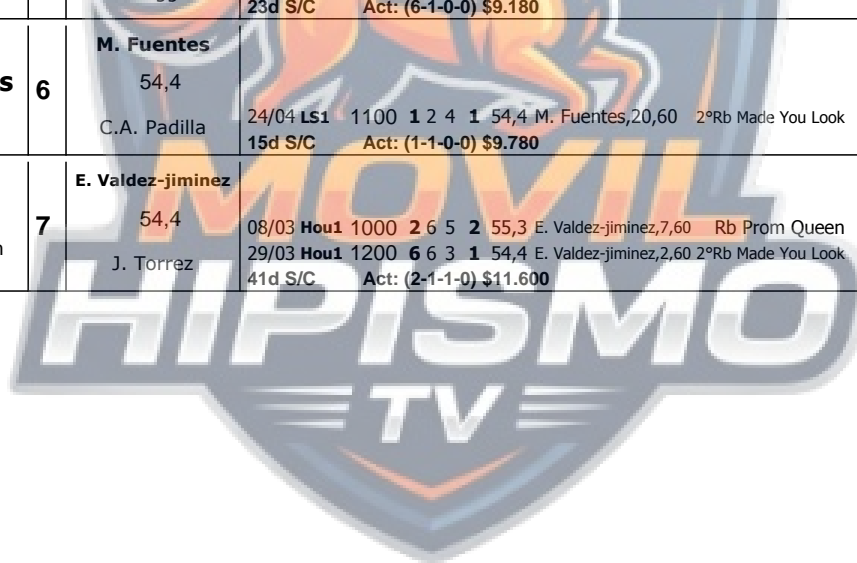 23d S/C Act: (6-1-0-0) $9.180
s 6 M. Fuentes
54,4
C.A. Padilla
24/04 LS1 1100 1 2 4 1 54,4 M. Fuentes,20,60 2°Rb Made You Look
15d S/C Act: (1-1-0-0) $9.780
7 E. Valdez-jiminez
54,4
J. Torrez
08/03 Hou1 1000 2 6 5 2 55,3 E. Valdez-jiminez,7,60 Rb Prom Queen
29/03 Hou1 1200 6 6 3 1 54,4 E. Valdez-jiminez,2,60 2°Rb Made You Look
41d S/C Act: (2-1-1-0) $11.600
MOVIL
HIPISMO
TV